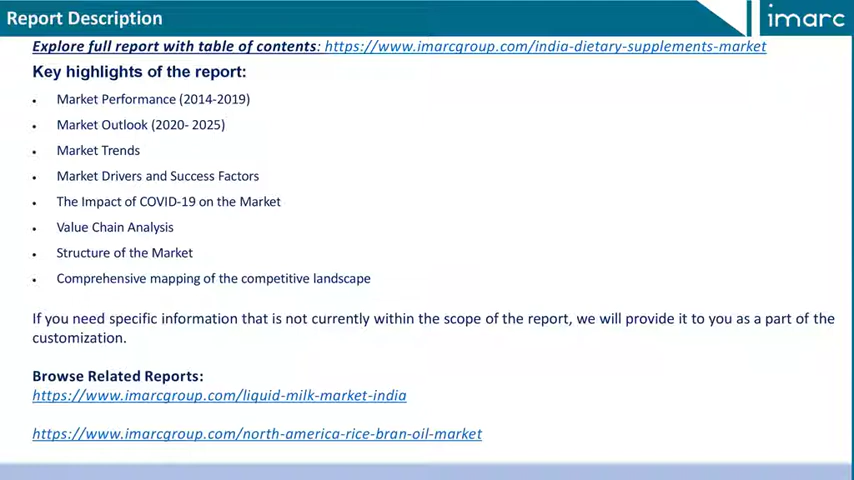 Report Description
imarc
Explore full report with table of contents: https://www.imarcgroup.com/india-dietary-supplements-market
Key highlights of the report:
• Market Performance (2014-2019)
• Market Outlook (2020- 2025)
• Market Trends
• Market Drivers and Success Factors
• The Impact of COVID-19 on the Market
• Value Chain Analysis
• Structure of the Market
• Comprehensive mapping of the competitive landscape
If you need specific information that is not currently within the scope of the report, we will provide it to you as a part of the
customization.
Browse Related Reports:
https://www.imarcgroup.com/liquid-milk-market-india
https://www.imarcgroup.com/north-america-rice-bran-oil-market